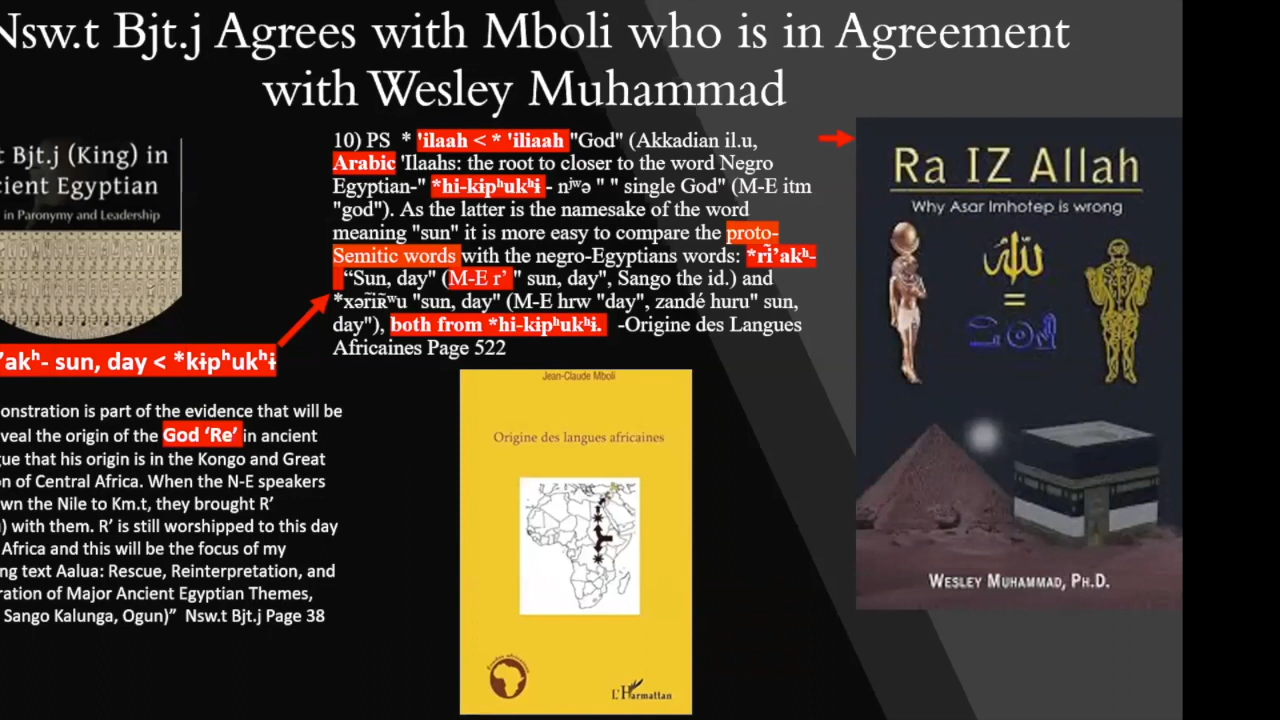 Nsw.t Bjt.j Agrees with Mboli who is in Agreement
with Wesley Muhammad
t Bjt.j (King) in
cient Egyptian
in Paronymy and Leadership
'akʰ- sun, day < *kɨpʰukʰɨ
onstration is part of the evidence that will be
veal the origin of the God 'Re' in ancient
gue that his origin is in the Kongo and Great
on of Central Africa. When the N-E speakers
wn the Nile to Km.t, they brought R'
) with them. R' is still worshipped to this day
Africa and this will be the focus of my
ng text Aalua: Rescue, Reinterpretation, and
ration of Major Ancient Egyptian Themes,
Sango Kalunga, Ogun)" Nsw.t Bjt.j Page 38
10) PS * 'ilaah < * 'iliaah "God" (Akkadian il.u,
Arabic 'Ilaahs: the root to closer to the word Negro
Egyptian-" *hi-kɨpʰukʰɨ - nʲʷə " " single God" (M-E itm
"god"). As the latter is the namesake of the word
meaning "sun" it is more easy to compare the proto-
Semitic words with the negro-Egyptians words: *rĩ'akʰ-
"Sun, day" (M-E r' " sun, day", Sango the id.) and
*xər̃iR̃ʷu "sun, day" (M-E hrw "day", zandé huru" sun,
day"), both from *hi-kɨpʰukʰɨ. -Origine des Langues
Africaines Page 522
Jean-Claude Mboli
Origine des langues africaines
L'Harmattan
Ra IZ Allah
Why Asar Imhotep is wrong
الله
=
WESLEY MUHAMMAD, PH.D.